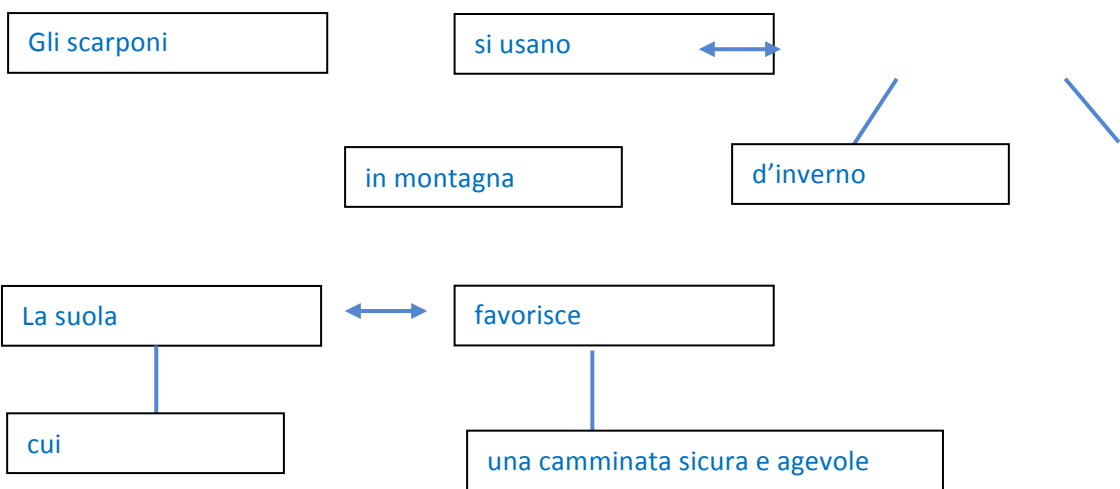 Gli scarponi
si usano
in montagna
d’inverno
La suola
favorisce
cui
una camminata sicura e agevole